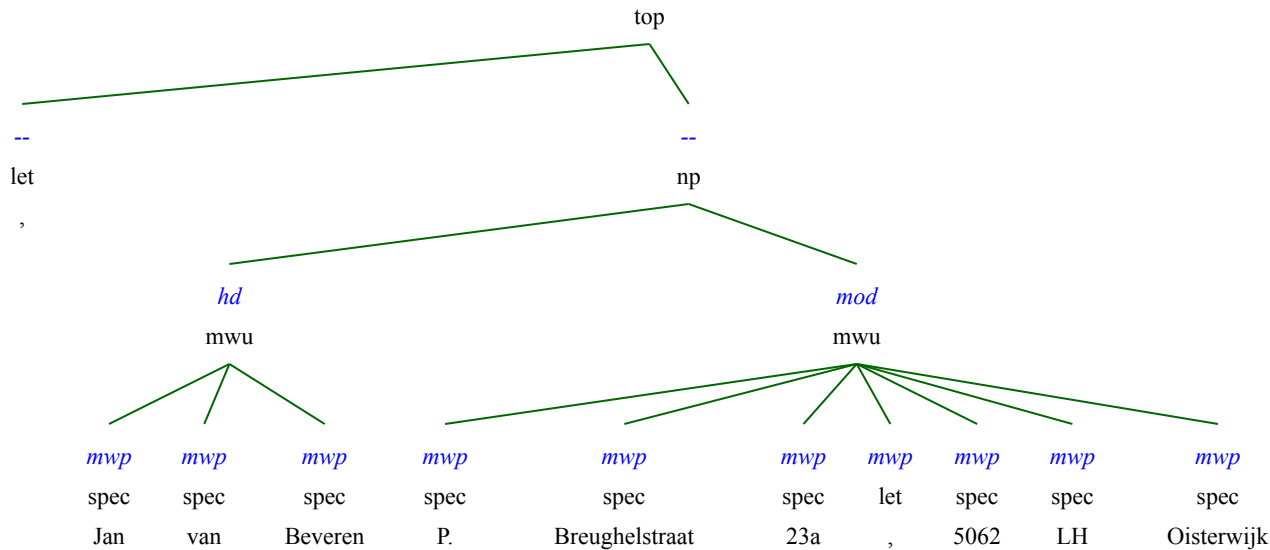 top
-- --
let np
,
hd mod
mwu mwu
mwp mwp mwp mwp mwp mwp mwp mwp mwp mwp
spec spec spec spec spec spec let spec spec spec
Jan van Beveren P. Breughelstraat 23a , 5062 LH Oisterwijk